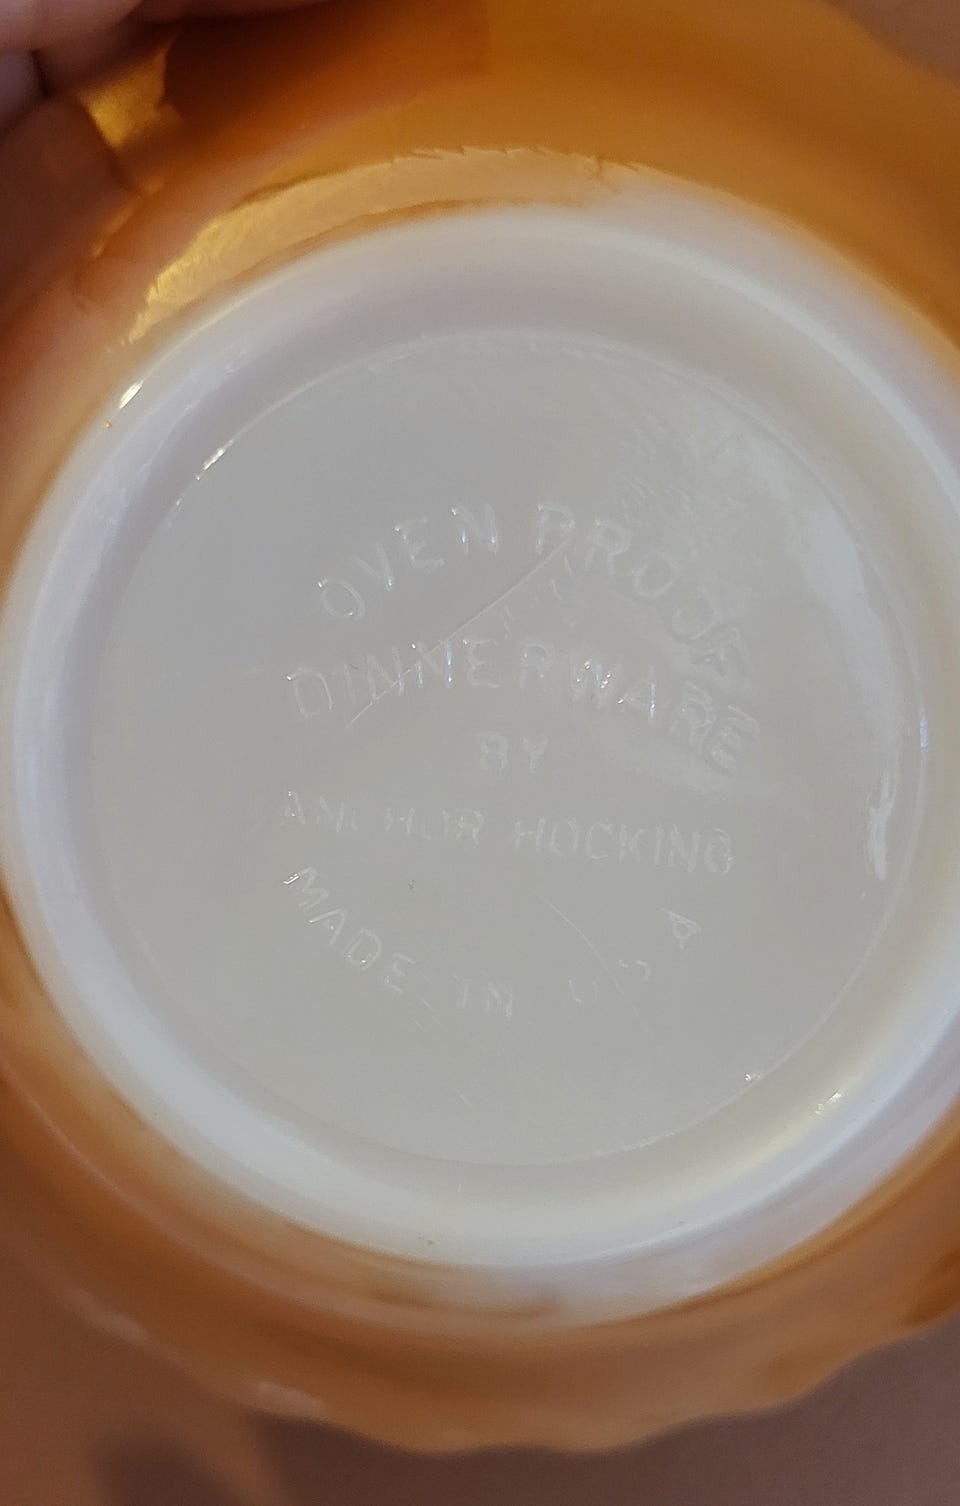 OVEN PROOF
DINNERWARE
BY
ANCHOR HOCKING
MADE IN U S A